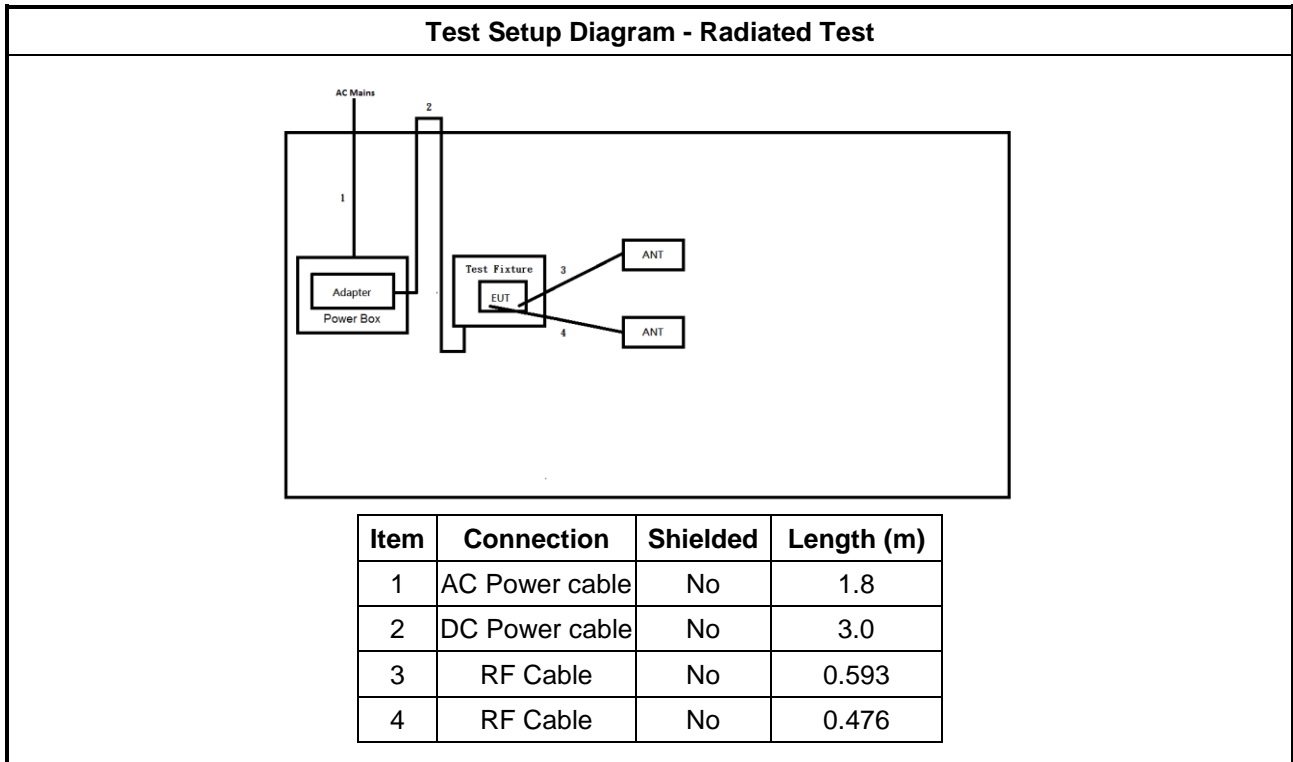 Test Setup Diagram - Radiated Test
AC Mains
2
1
ANT
Test Fixture
3
EUT
Adapter
Power Box
4
ANT
Item Connection Shielded Length (m)
1 AC Power cable No 1.8
2 DC Power cable No 3.0
3 RF Cable No 0.593
4 RF Cable No 0.476